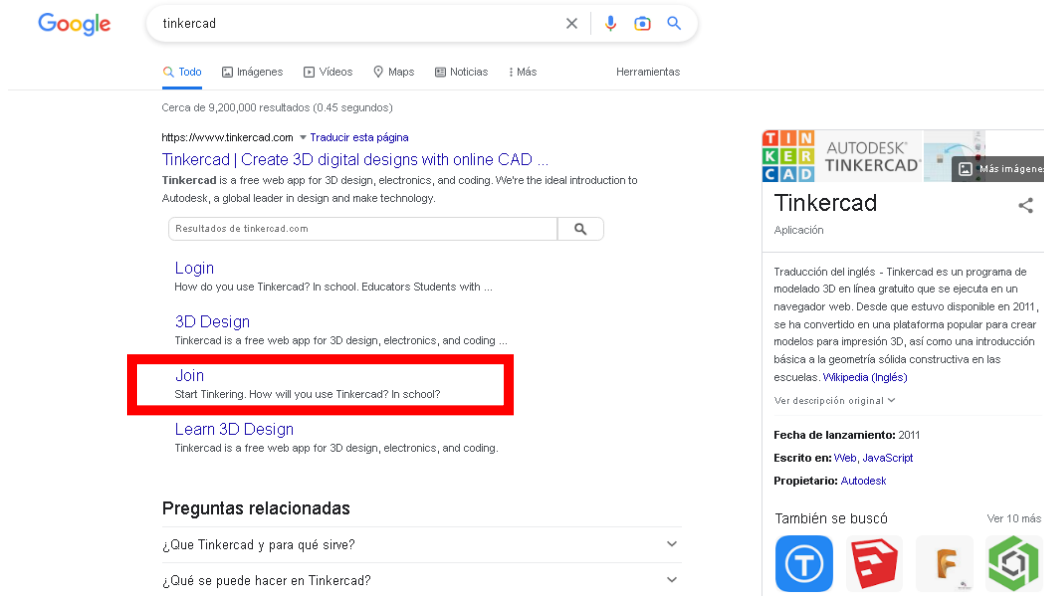 Google
tinkercad
Todo Imágenes Vídeos Maps Noticias Más Herramientas
Cerca de 9,200,000 resultados (0.45 segundos)
https://www.tinkercad.com Traducir esta página
Tinkercad | Create 3D digital designs with online CAD ...
Tinkercad is a free web app for 3D design, electronics, and coding. We're the ideal introduction to
Autodesk, a global leader in design and make technology.
Resultados de tinkercad.com
Login
How do you use Tinkercad? In school. Educators Students with ...
3D Design
Tinkercad is a free web app for 3D design, electronics, and coding ...
Join
Start Tinkering. How will you use Tinkercad? In school?
Learn 3D Design
Tinkercad is a free web app for 3D design, electronics, and coding.
Preguntas relacionadas
¿Que Tinkercad y para qué sirve?
¿Qué se puede hacer en Tinkercad?
TIN
KER
CAD
AUTODESK
TINKERCAD
Más imágenes
Tinkercad
Aplicación
Traducción del inglés - Tinkercad es un programa de
modelado 3D en línea gratuito que se ejecuta en un
navegador web. Desde que estuvo disponible en 2011,
se ha convertido en una plataforma popular para crear
modelos para impresión 3D, así como una introducción
básica a la geometría sólida constructiva en las
escuelas. Wikipedia (Inglés)
Ver descripción original
Fecha de lanzamiento: 2011
Escrito en: Web, JavaScript
Propietario: Autodesk
También se buscó Ver 10 más
T
F